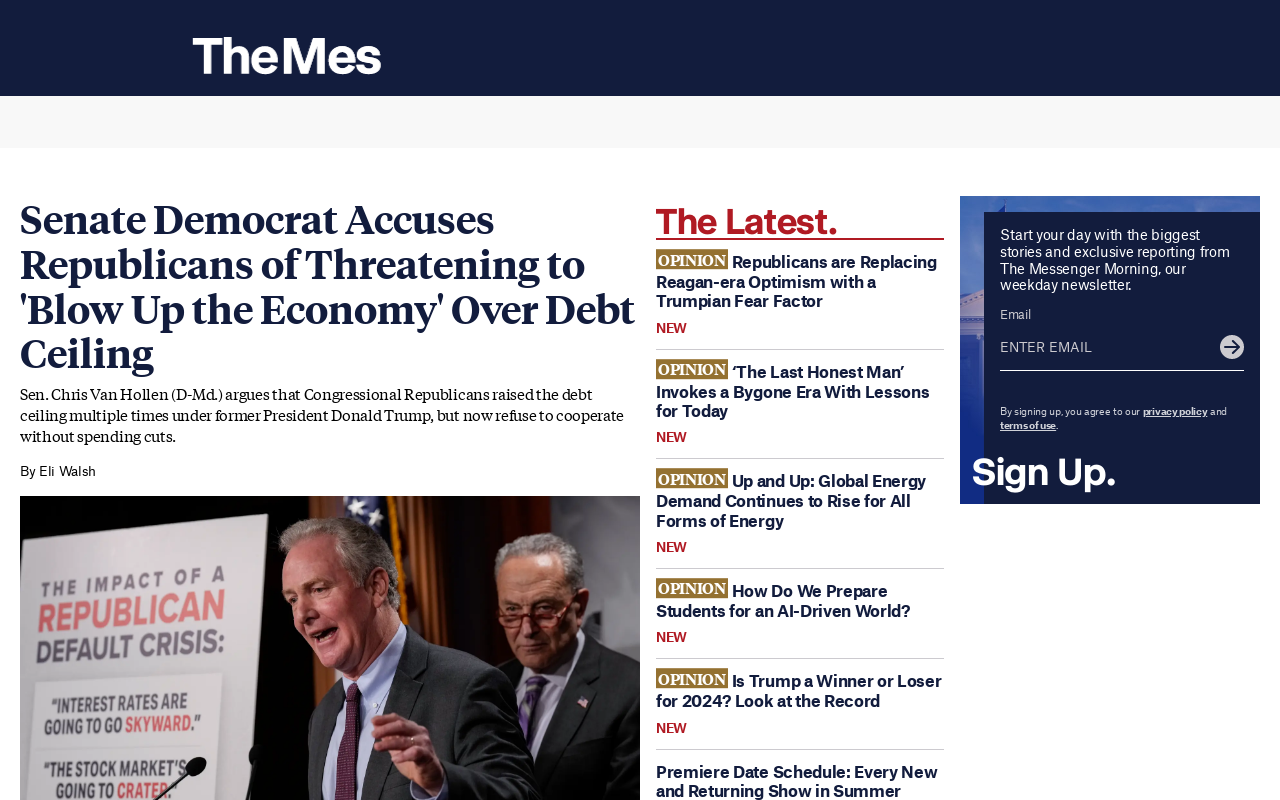 The Mes
Senate Democrat Accuses
Republicans of Threatening to
'Blow Up the Economy' Over Debt
Ceiling
Sen. Chris Van Hollen (D-Md.) argues that Congressional Republicans raised the debt
ceiling multiple times under former President Donald Trump, but now refuse to cooperate
without spending cuts.
By Eli Walsh
THE IMPACT OF A
REPUBLICAN
DEFAULT CRISIS:
"INTEREST RATES ARE
GOING TO GO SKYWARD."
"THE STOCK MARKET'S
GOING TO CRATER."
The Latest.
OPINION Republicans are Replacing
Reagan-era Optimism with a
Trumpian Fear Factor
NEW
OPINION ‘The Last Honest Man’
Invokes a Bygone Era With Lessons
for Today
NEW
OPINION Up and Up: Global Energy
Demand Continues to Rise for All
Forms of Energy
NEW
OPINION How Do We Prepare
Students for an AI-Driven World?
NEW
OPINION Is Trump a Winner or Loser
for 2024? Look at the Record
NEW
Premiere Date Schedule: Every New
and Returning Show in Summer
Start your day with the biggest
stories and exclusive reporting from
The Messenger Morning, our
weekday newsletter.
Email
ENTER EMAIL
By signing up, you agree to our privacy policy and
terms of use.
Sign Up.